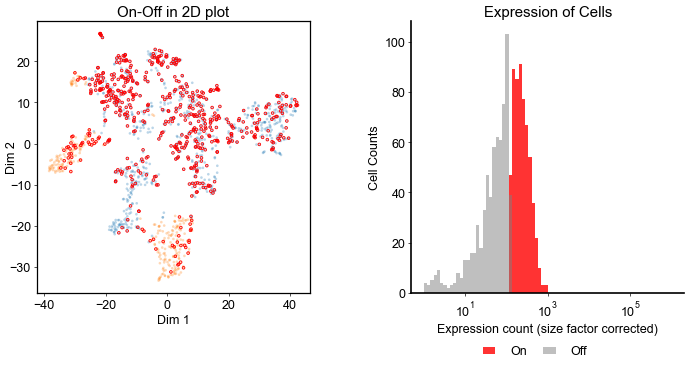 On-Off in 2D plot
Dim 2
20
10
0
−10
−20
−30
−40
−20
0
20
40
Dim 1
Expression of Cells
Cell Counts
100
80
60
40
20
0
10^1
10^3
10^5
Expression count (size factor corrected)
On
Off